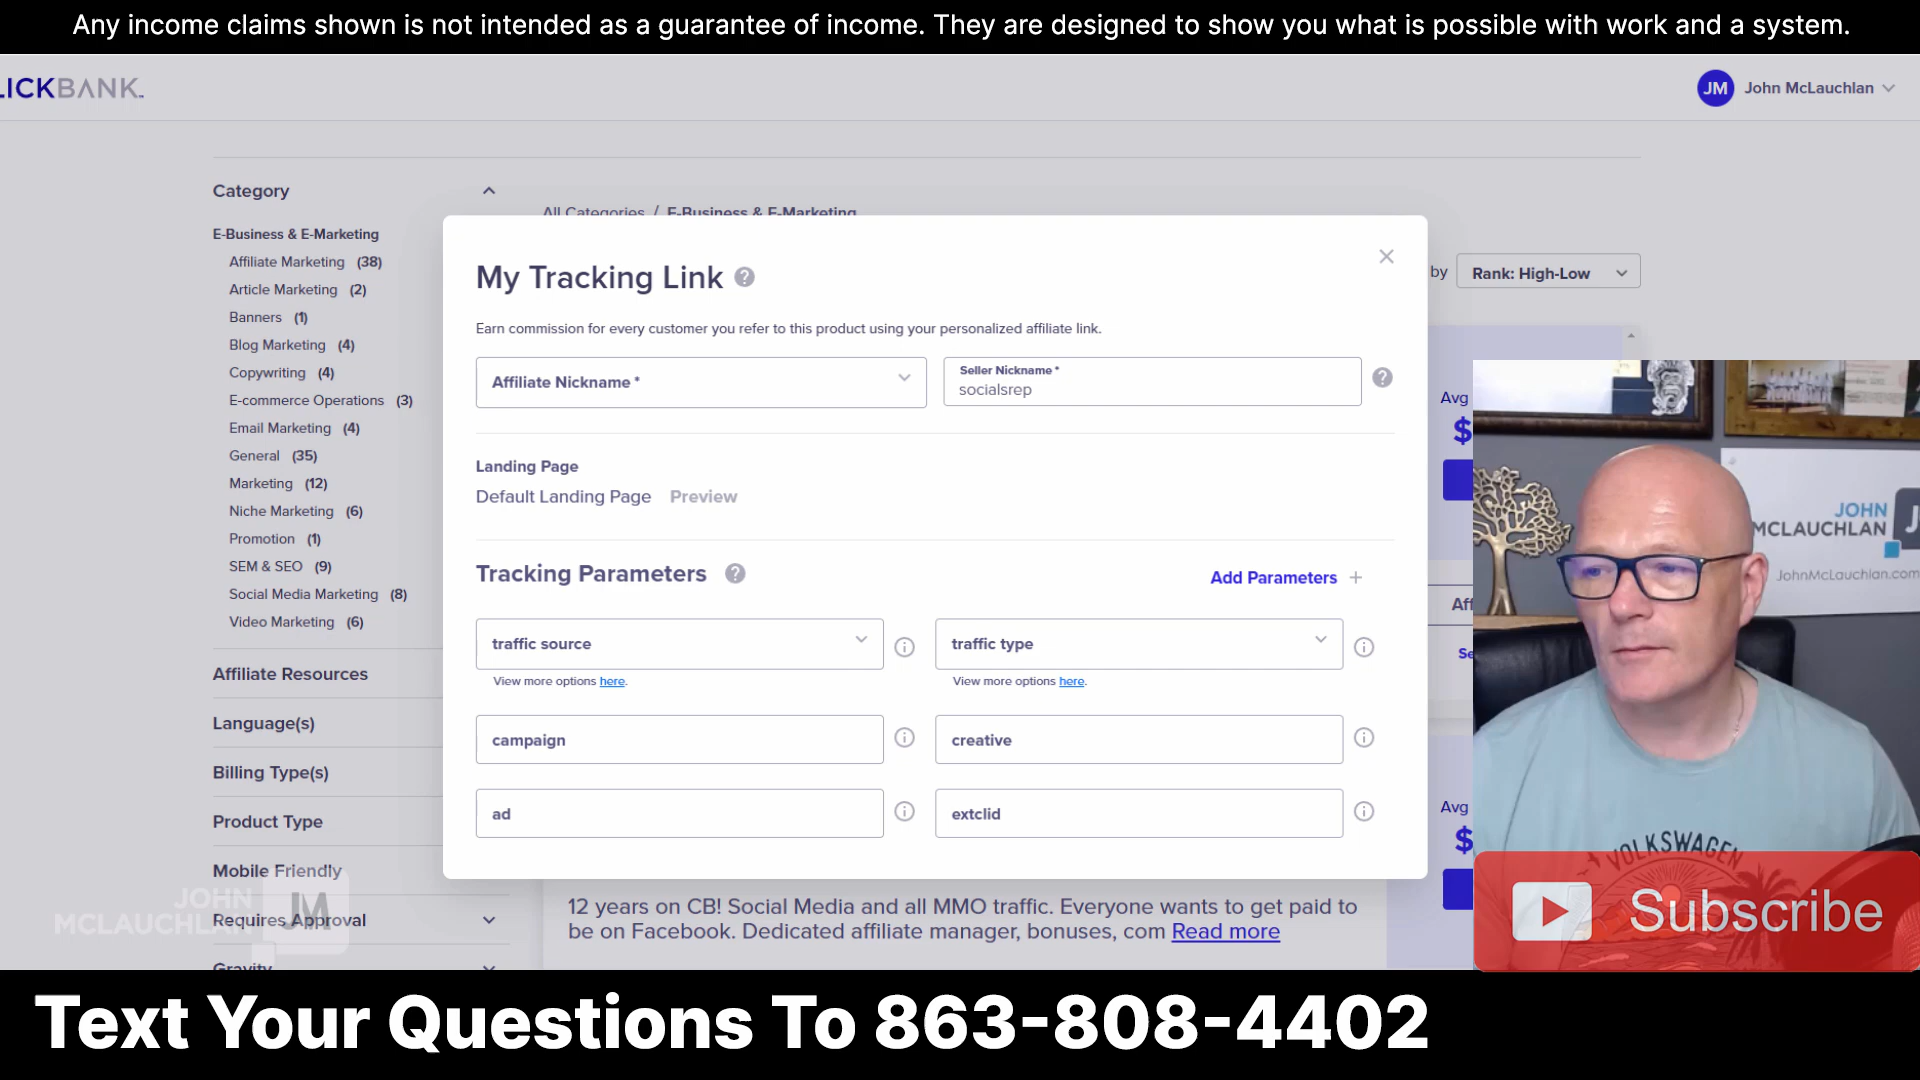 Any income claims shown is not intended as a guarantee of income. They are designed to show you what is possible with work and a system.
LICKBANK.
JM
John McLauchlan
Category
E-Business & E-Marketing
Affiliate Marketing (38)
Article Marketing (2)
Banners (1)
Blog Marketing (4)
Copywriting (4)
E-commerce Operations (3)
Email Marketing (4)
General (35)
Marketing (12)
Niche Marketing (6)
Promotion (1)
SEM & SEO (9)
Social Media Marketing (8)
Video Marketing (6)
Affiliate Resources
Language(s)
Billing Type(s)
Product Type
Mobile Friendly
Requires Approval
Gravity
All Categories / E-Business & E-Marketing
by
Rank: High-Low
My Tracking Link ?
Earn commission for every customer you refer to this product using your personalized affiliate link.
Affiliate Nickname *
Seller Nickname *
socialsrep
?
Landing Page
Default Landing Page Preview
Tracking Parameters ?
Add Parameters +
traffic source
traffic type
View more options here.
View more options here.
campaign
creative
ad
extclid
Avg
$
Aff
Se
Avg
$
12 years on CB! Social Media and all MMO traffic. Everyone wants to get paid to
be on Facebook. Dedicated affiliate manager, bonuses, com Read more
JOHN
MCLAUCHLAN
JM
JOHN
MCLAUCHLAN
JohnMcLauchlan.com
VOLKSWAGEN
Subscribe
Text Your Questions To 863-808-4402